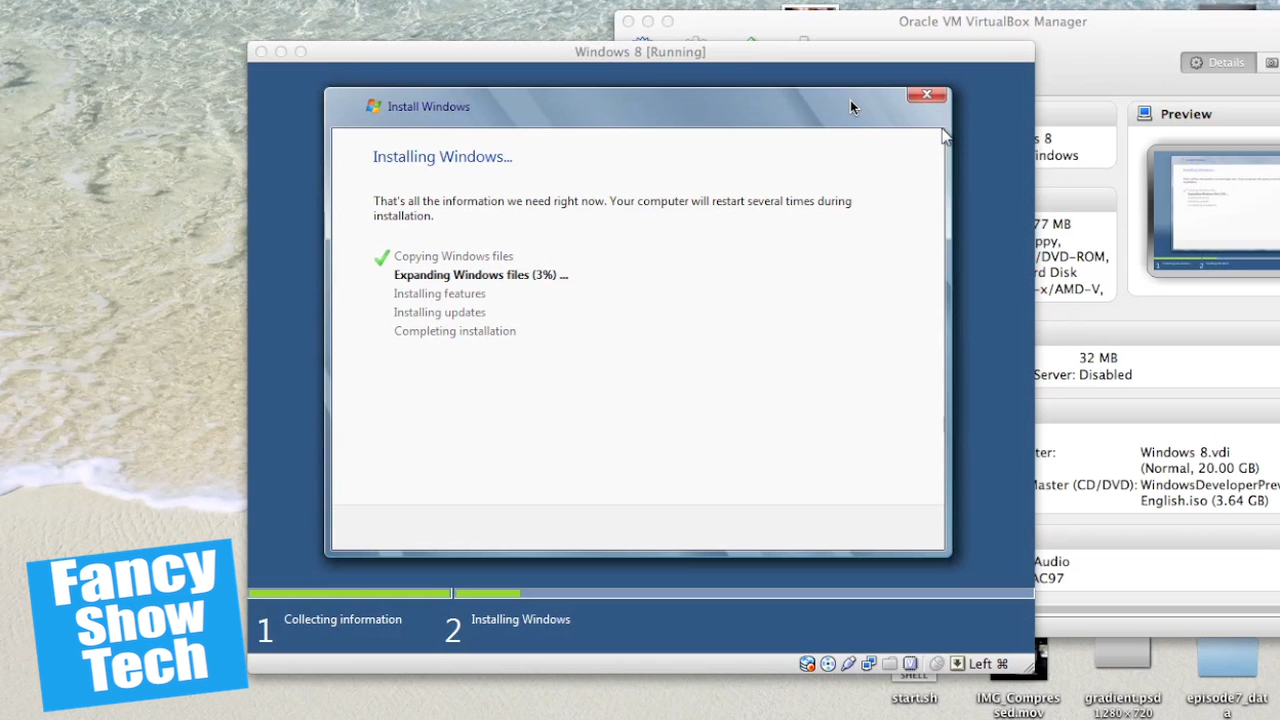 Oracle VM VirtualBox Manager
Windows 8 [Running]
Details
Install Windows
Preview
Installing Windows...
That's all the information we need right now. Your computer will restart several times during
installation.
Copying Windows files
Expanding Windows files (3%) ...
Installing features
Installing updates
Completing installation
8
indows
77 MB
ppy,
/DVD-ROM,
rd Disk
-x/AMD-V,
32 MB
Server: Disabled
ter:
Windows 8.vdi
(Normal, 20.00 GB)
Master (CD/DVD):
WindowsDeveloperPrev
English.iso (3.64 GB)
Audio
AC97
1 Collecting information
2 Installing Windows
Left ⌘
Fancy
Show
Tech
start.sh
IMG_Compres
sed.mov
gradient.psd
1,280 × 720
episode7_dat
a
SHELL